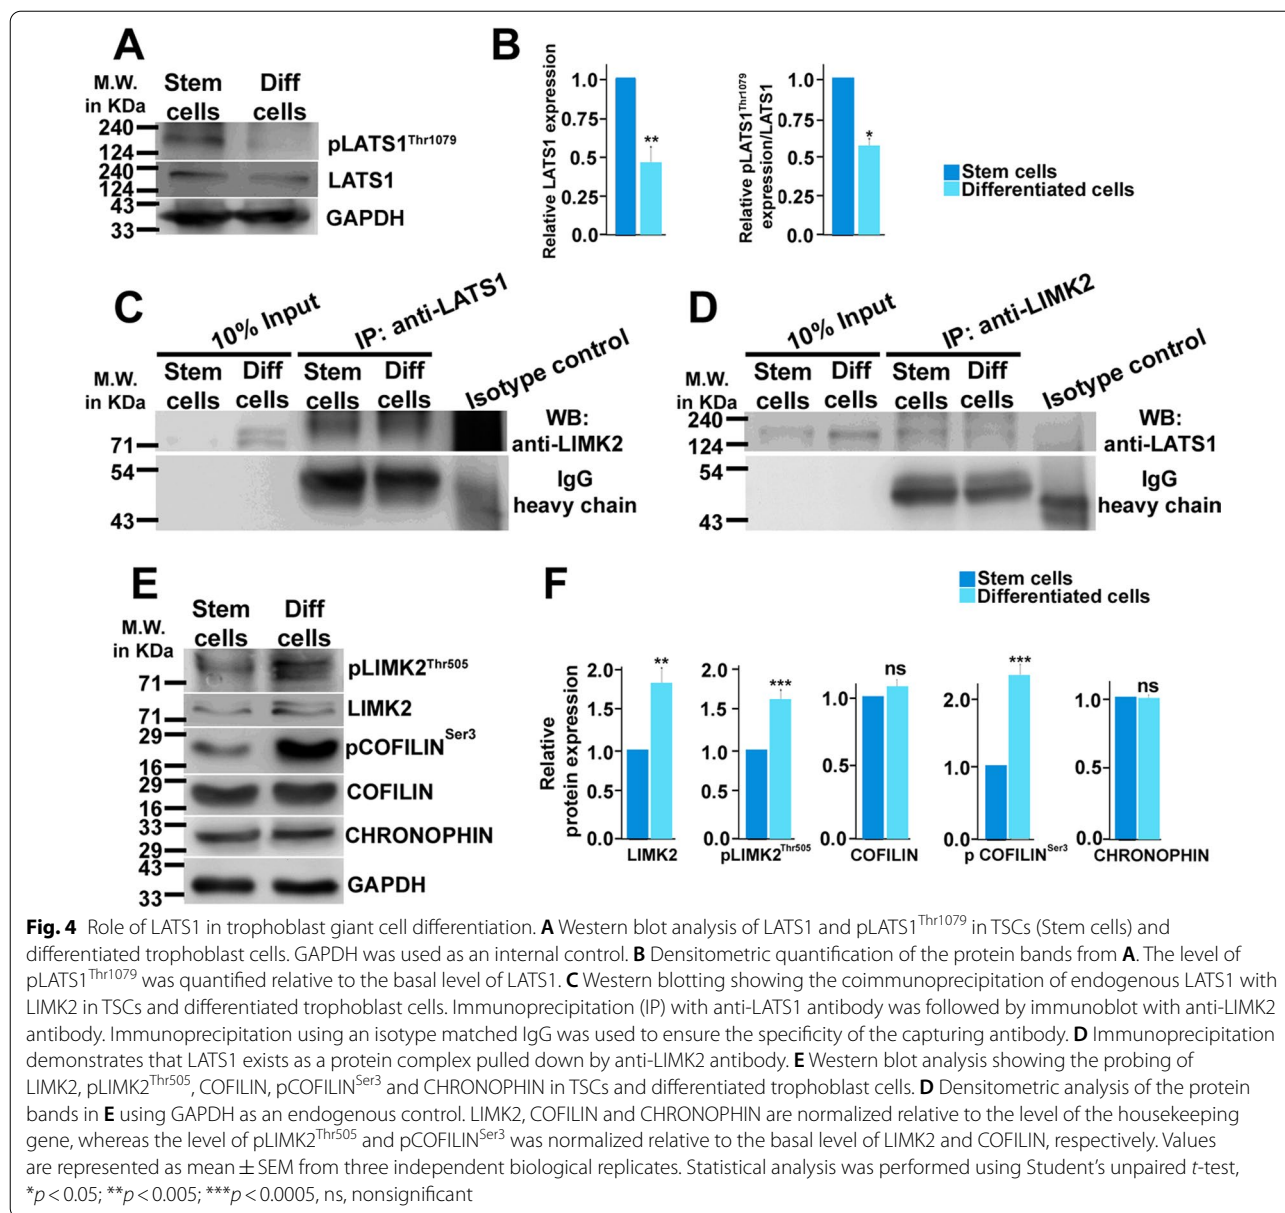 A
M.W.
in KDa
Stem
cells
Diff
cells
240
124
pLATS1Thr1079
240
124
LATS1
43
33
GAPDH
B
Relative LATS1 expression
1.0
0.75
0.5
0.25
0.0
**
Relative pLATS1Thr1079
expression/LATS1
1.0
0.75
0.5
0.25
0.0
*
Stem cells
Differentiated cells
C
10% Input
IP: anti-LATS1
Isotype control
M.W.
in KDa
Stem
cells
Diff
cells
Stem
cells
Diff
cells
71
WB:
anti-LIMK2
54
43
IgG
heavy chain
D
10% Input
IP: anti-LIMK2
Isotype control
M.W.
in KDa
Stem
cells
Diff
cells
Stem
cells
Diff
cells
240
124
WB:
anti-LATS1
54
43
IgG
heavy chain
E
M.W.
in KDa
Stem
cells
Diff
cells
71
pLIMK2Thr505
71
LIMK2
29
16
pCOFILINSer3
29
16
COFILIN
33
29
CHRONOPHIN
43
33
GAPDH
F
Stem cells
Differentiated cells
Relative
protein expression
2.0
1.5
1.0
0.5
0.0
**
LIMK2
2.0
1.5
1.0
0.5
0.0
***
pLIMK2Thr505
1.0
0.5
0.0
ns
COFILIN
2.0
1.0
0.0
***
p COFILINSer3
1.0
0.5
0.0
ns
CHRONOPHIN
Fig. 4 Role of LATS1 in trophoblast giant cell differentiation. A Western blot analysis of LATS1 and pLATS1Thr1079 in TSCs (Stem cells) and
differentiated trophoblast cells. GAPDH was used as an internal control. B Densitometric quantification of the protein bands from A. The level of
pLATS1Thr1079 was quantified relative to the basal level of LATS1. C Western blotting showing the coimmunoprecipitation of endogenous LATS1 with
LIMK2 in TSCs and differentiated trophoblast cells. Immunoprecipitation (IP) with anti-LATS1 antibody was followed by immunoblot with anti-LIMK2
antibody. Immunoprecipitation using an isotype matched IgG was used to ensure the specificity of the capturing antibody. D Immunoprecipitation
demonstrates that LATS1 exists as a protein complex pulled down by anti-LIMK2 antibody. E Western blot analysis showing the probing of
LIMK2, pLIMK2Thr505, COFILIN, pCOFILINSer3 and CHRONOPHIN in TSCs and differentiated trophoblast cells. D Densitometric analysis of the protein
bands in E using GAPDH as an endogenous control. LIMK2, COFILIN and CHRONOPHIN are normalized relative to the level of the housekeeping
gene, whereas the level of pLIMK2Thr505 and pCOFILINSer3 was normalized relative to the basal level of LIMK2 and COFILIN, respectively. Values
are represented as mean ± SEM from three independent biological replicates. Statistical analysis was performed using Student's unpaired t-test,
*p < 0.05; **p < 0.005; ***p < 0.0005, ns, nonsignificant